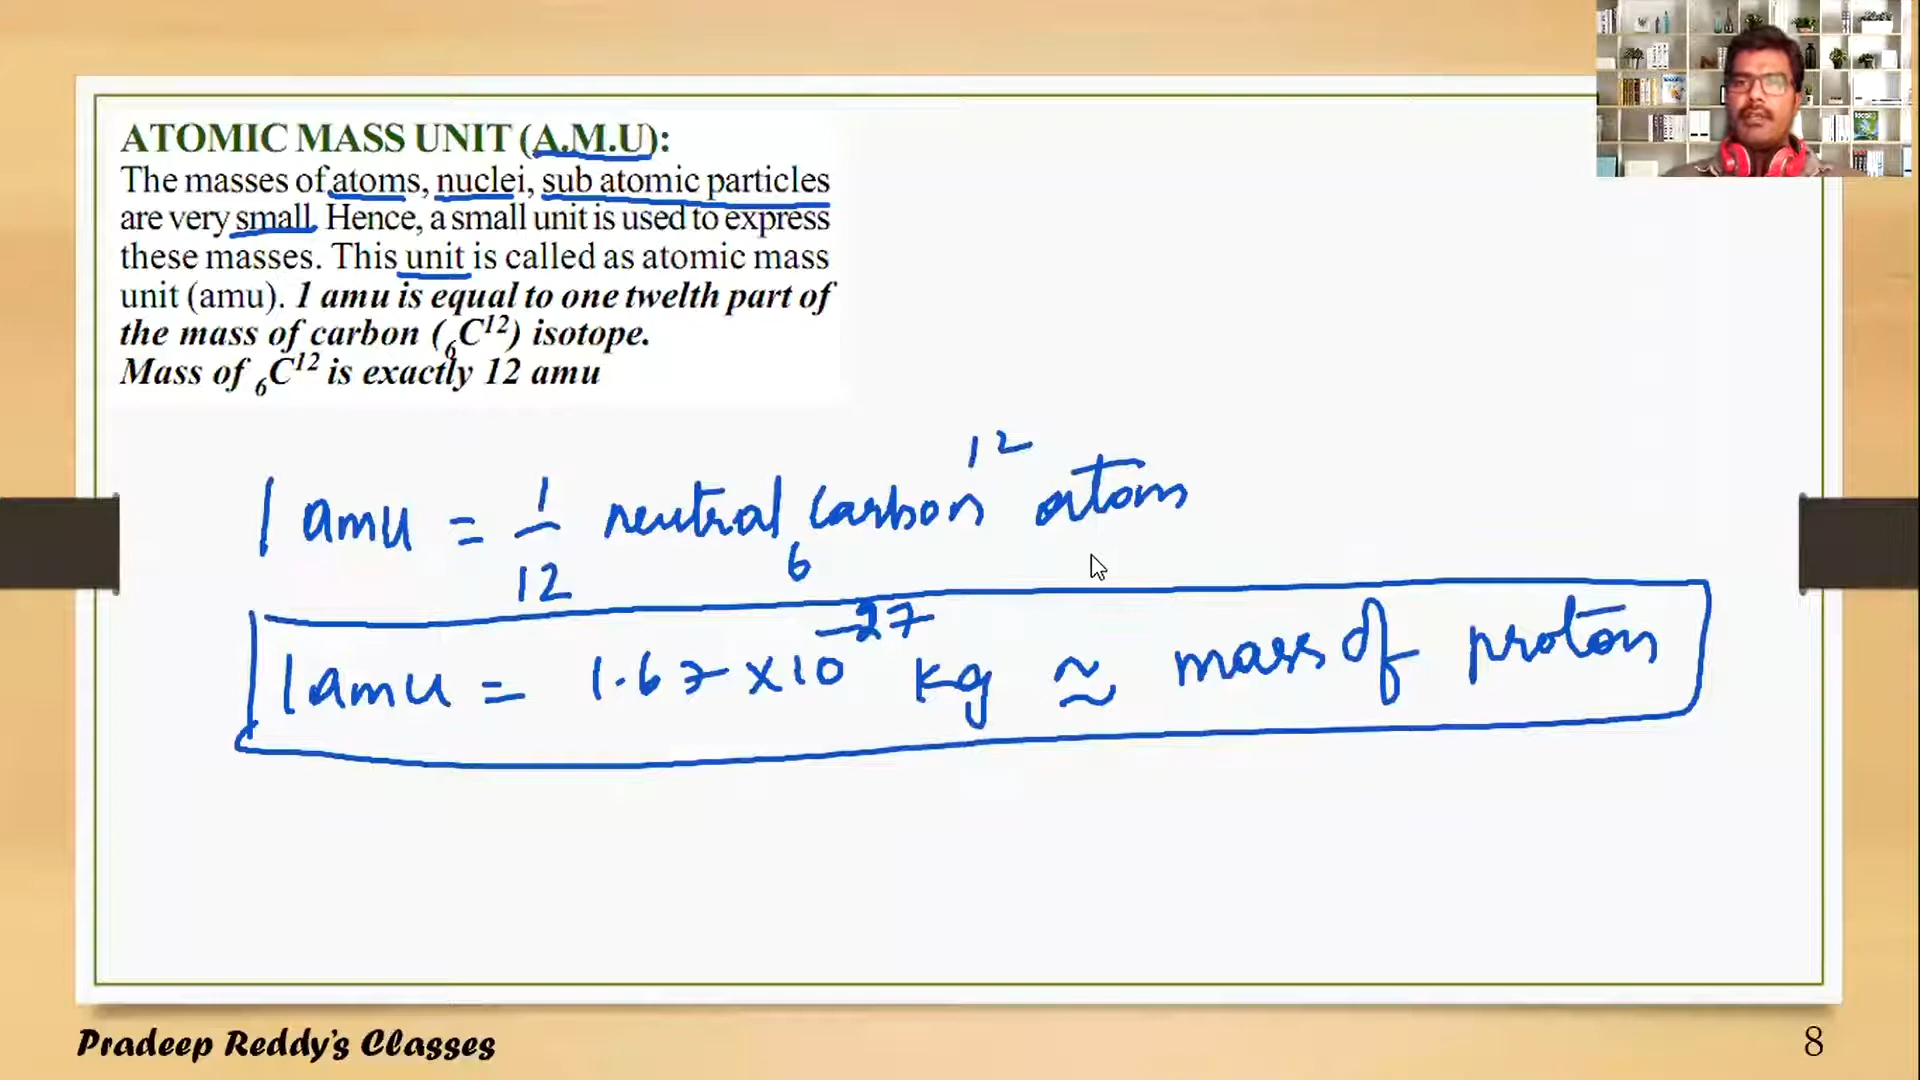 ATOMIC MASS UNIT (A.M.U):
The masses of atoms, nuclei, sub atomic particles
are very small. Hence, a small unit is used to express
these masses. This unit is called as atomic mass
unit (amu). 1 amu is equal to one twelth part of
the mass of carbon (₆C¹²) isotope.
Mass of ₆C¹² is exactly 12 amu
1 amu = 1/12 neutral ₆carbon¹² atom
1 amu = 1.67 × 10⁻²⁷ kg ≈ mass of proton
Pradeep Reddy's Classes
8